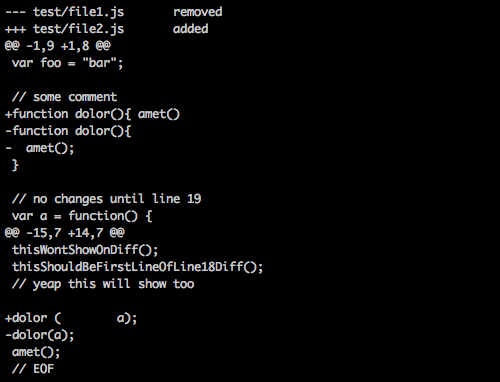 --- test/file1.js       removed
+++ test/file2.js       added
@@ -1,9 +1,8 @@
 var foo = "bar";

 // some comment
+function dolor(){ amet()
-function dolor(){
-  amet();
 }

 // no changes until line 19
 var a = function() {
@@ -15,7 +14,7 @@
 thisWontShowOnDiff();
 thisShouldBeFirstLineOfLine18Diff();
 // yeap this will show too

+dolor (        a);
-dolor(a);
 amet();
 // EOF